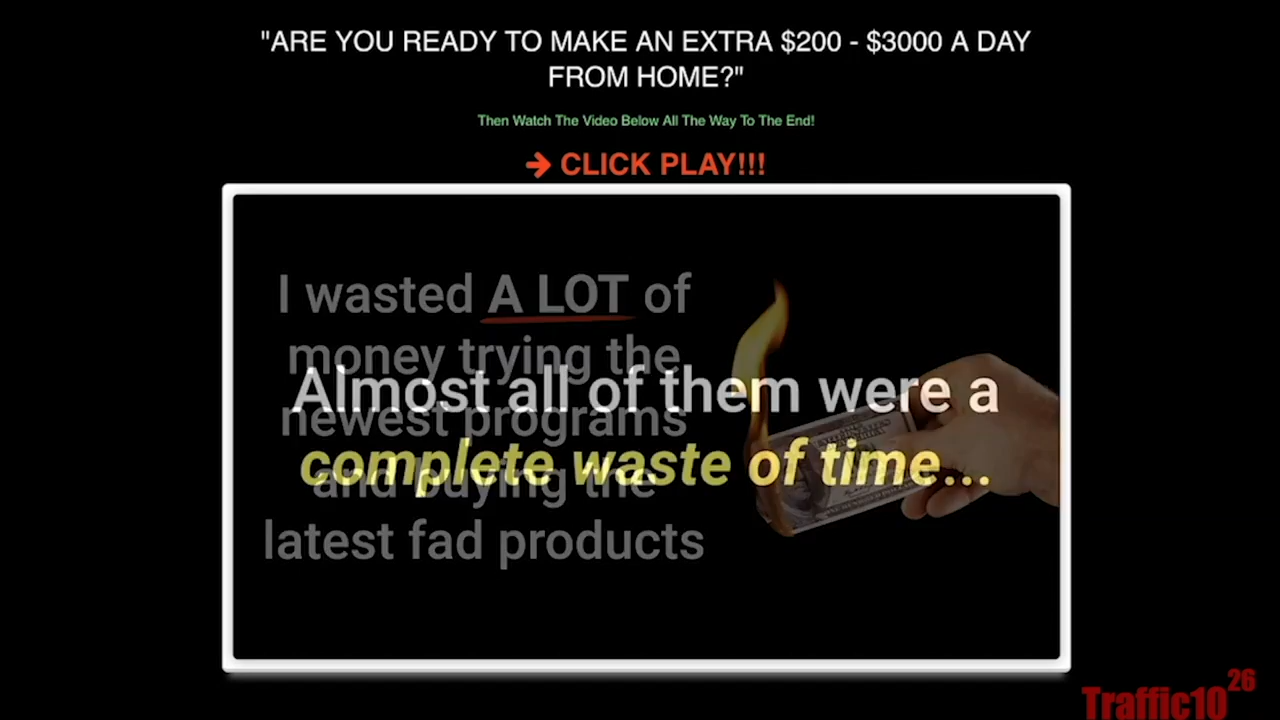 "ARE YOU READY TO MAKE AN EXTRA $200 - $3000 A DAY
FROM HOME?"
Then Watch The Video Below All The Way To The End!
→ CLICK PLAY!!!
I wasted A LOT of
money trying the
newest programs
and buying the
latest fad products
Almost all of them were a
complete waste of time...
Traffic10 26